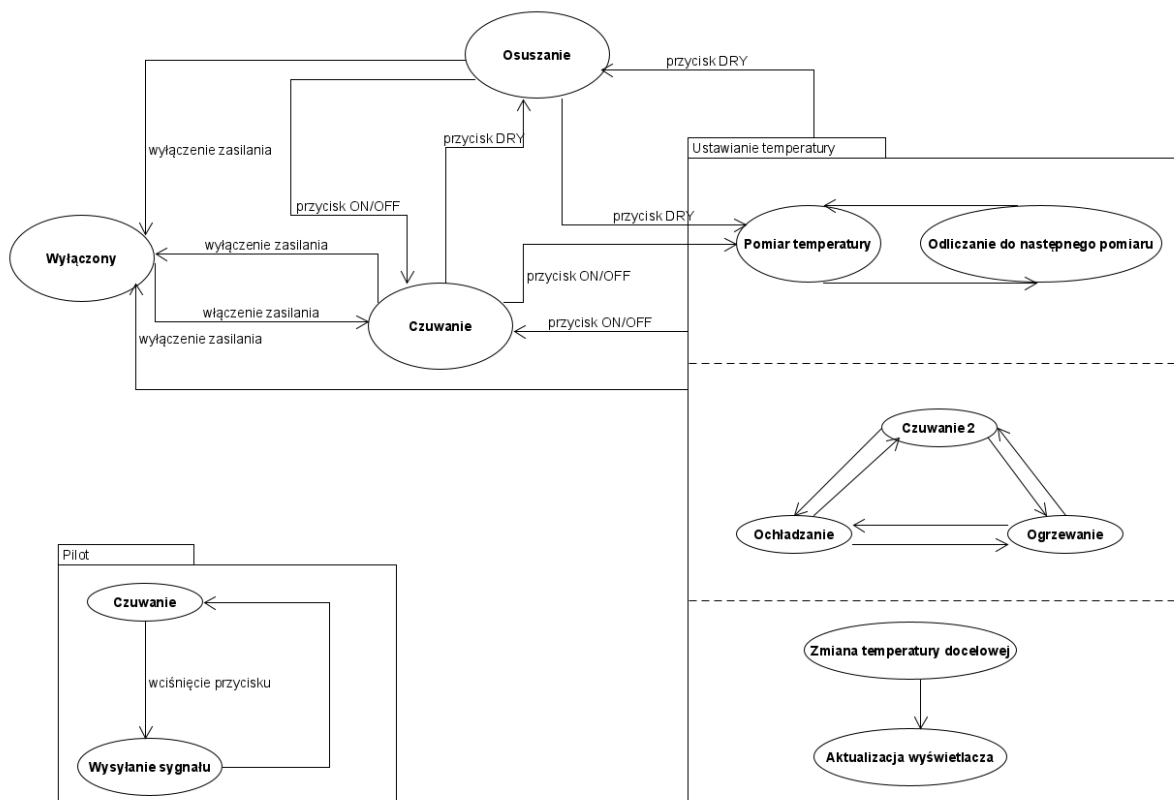 Osuszanie
przycisk DRY
przycisk DRY
wyłączenie zasilania
Ustawianie temperatury
przycisk ON/OFF
przycisk DRY
Wyłączony
wyłączenie zasilania
Pomiar temperatury
Odliczanie do następnego pomiaru
przycisk ON/OFF
włączenie zasilania
Czuwanie
przycisk ON/OFF
wyłączenie zasilania
Czuwanie 2
Ochładzanie
Ogrzewanie
Pilot
Czuwanie
wciśnięcie przycisku
Wysyłanie sygnału
Zmiana temperatury docelowej
Aktualizacja wyświetlacza